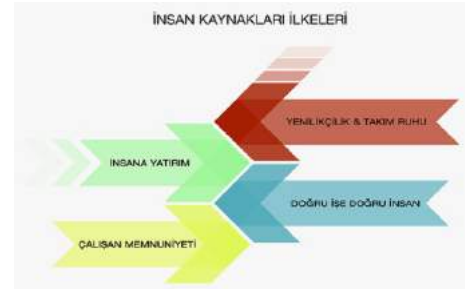 İNSAN KAYNAKLARI İLKELERİ
YENİLİKÇİLİK & TAKIM RUHU
İNSANA YATIRIM
DOĞRU İŞE DOĞRU İNSAN
ÇALIŞAN MEMNUNİYETİ